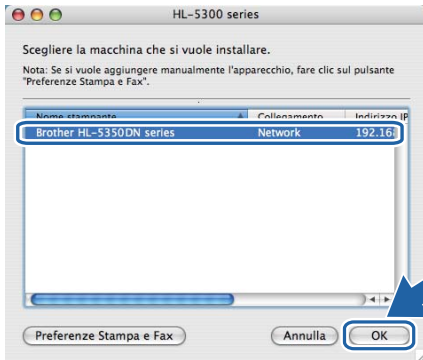 HL-5300 series
Scegliere la macchina che si vuole installare.
Nota: Se si vuole aggiungere manualmente l'apparecchio, fare clic sul pulsante
"Preferenze Stampa e Fax".
Nome stampante Collegamento Indirizzo IP
Brother HL-5350DN series Network 192.16
Preferenze Stampa e Fax Annulla OK